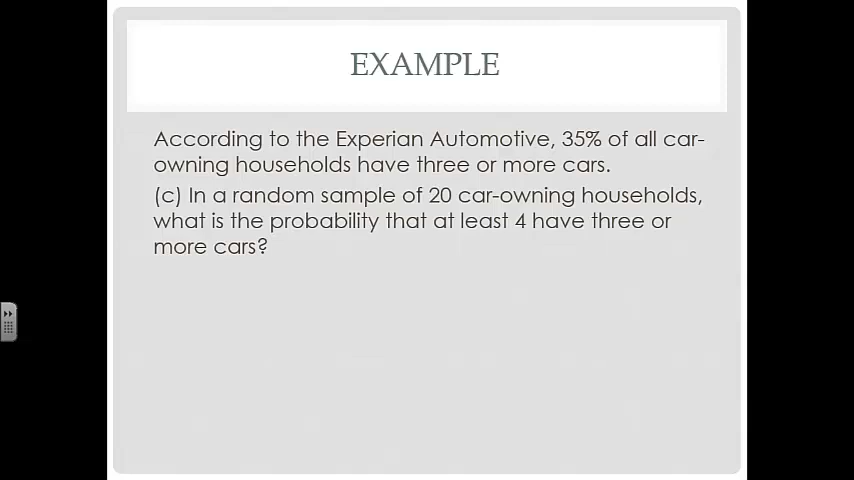 EXAMPLE
According to the Experian Automotive, 35% of all car-
owning households have three or more cars.
(c) In a random sample of 20 car-owning households,
what is the probability that at least 4 have three or
more cars?